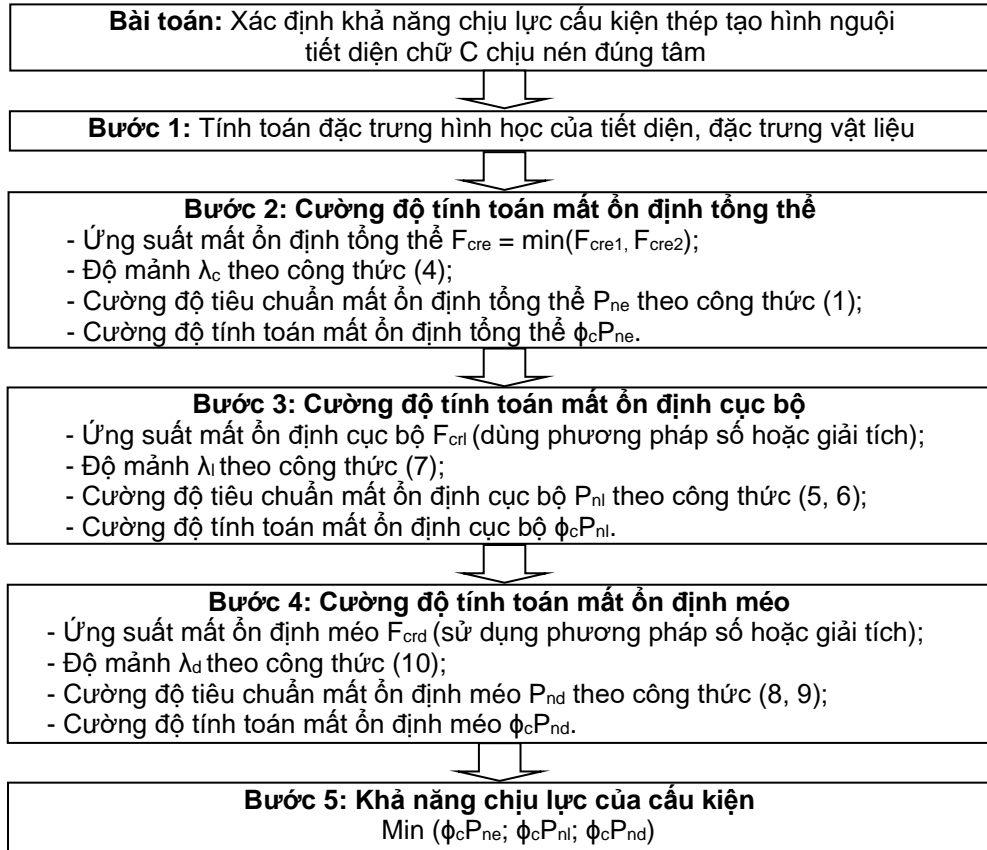 Bài toán: Xác định khả năng chịu lực cấu kiện thép tạo hình nguội
tiết diện chữ C chịu nén đúng tâm
Bước 1: Tính toán đặc trưng hình học của tiết diện, đặc trưng vật liệu
Bước 2: Cường độ tính toán mất ổn định tổng thể
- Ứng suất mất ổn định tổng thể Fcre = min(Fcre1, Fcre2);
- Độ mảnh λc theo công thức (4);
- Cường độ tiêu chuẩn mất ổn định tổng thể Pne theo công thức (1);
- Cường độ tính toán mất ổn định tổng thể ϕcPne.
Bước 3: Cường độ tính toán mất ổn định cục bộ
- Ứng suất mất ổn định cục bộ Fcrl (dùng phương pháp số hoặc giải tích);
- Độ mảnh λl theo công thức (7);
- Cường độ tiêu chuẩn mất ổn định cục bộ Pnl theo công thức (5, 6);
- Cường độ tính toán mất ổn định cục bộ ϕcPnl.
Bước 4: Cường độ tính toán mất ổn định méo
- Ứng suất mất ổn định méo Fcrd (sử dụng phương pháp số hoặc giải tích);
- Độ mảnh λd theo công thức (10);
- Cường độ tiêu chuẩn mất ổn định méo Pnd theo công thức (8, 9);
- Cường độ tính toán mất ổn định méo ϕcPnd.
Bước 5: Khả năng chịu lực của cấu kiện
Min (ϕcPne; ϕcPnl; ϕcPnd)